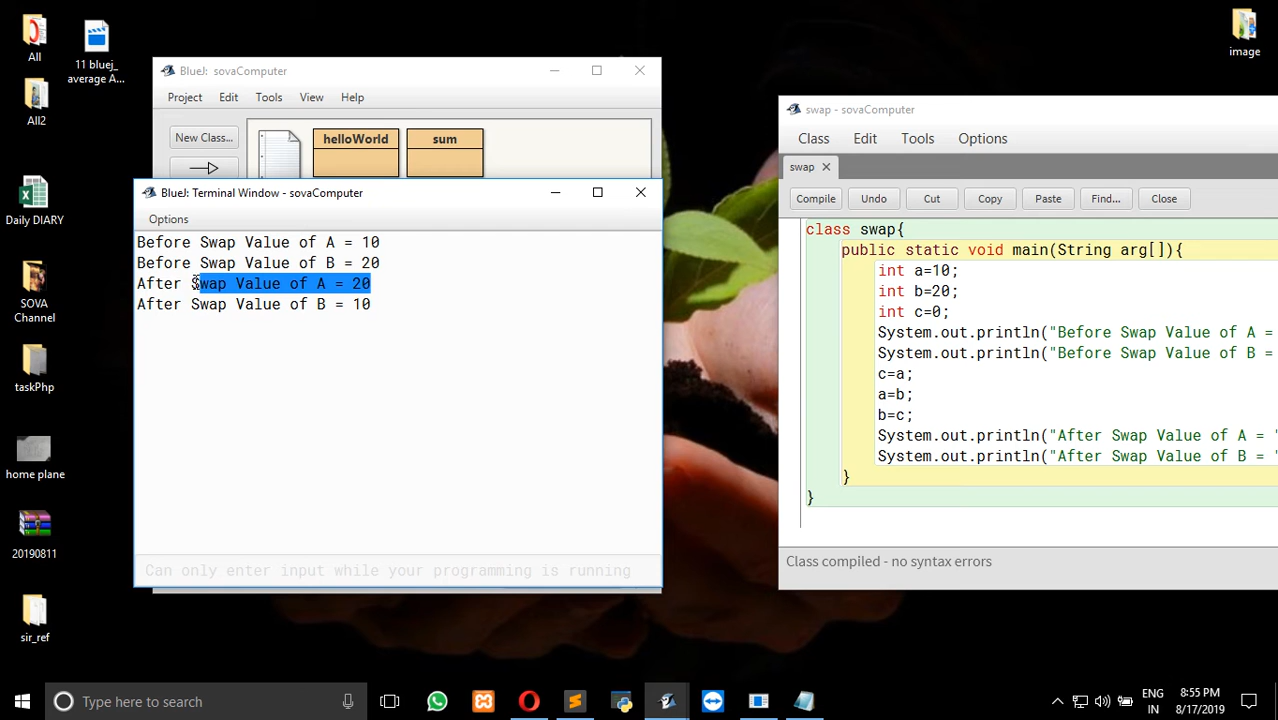 All
11 bluej_
average A...
All2
Daily DIARY
SOVA
Channel
taskPhp
home plane
20190811
sir_ref
image
BlueJ: sovaComputer
Project Edit Tools View Help
New Class...
helloWorld
sum
BlueJ: Terminal Window - sovaComputer
Options
Before Swap Value of A = 10
Before Swap Value of B = 20
After Swap Value of A = 20
After Swap Value of B = 10
Can only enter input while your programming is running
swap - sovaComputer
Class Edit Tools Options
swap
Compile Undo Cut Copy Paste Find... Close
class swap{
public static void main(String arg[]){
int a=10;
int b=20;
int c=0;
System.out.println("Before Swap Value of A =
System.out.println("Before Swap Value of B =
c=a;
a=b;
b=c;
System.out.println("After Swap Value of A = "
System.out.println("After Swap Value of B = "
}
}
Class compiled - no syntax errors
Type here to search
ENG
IN
8:55 PM
8/17/2019